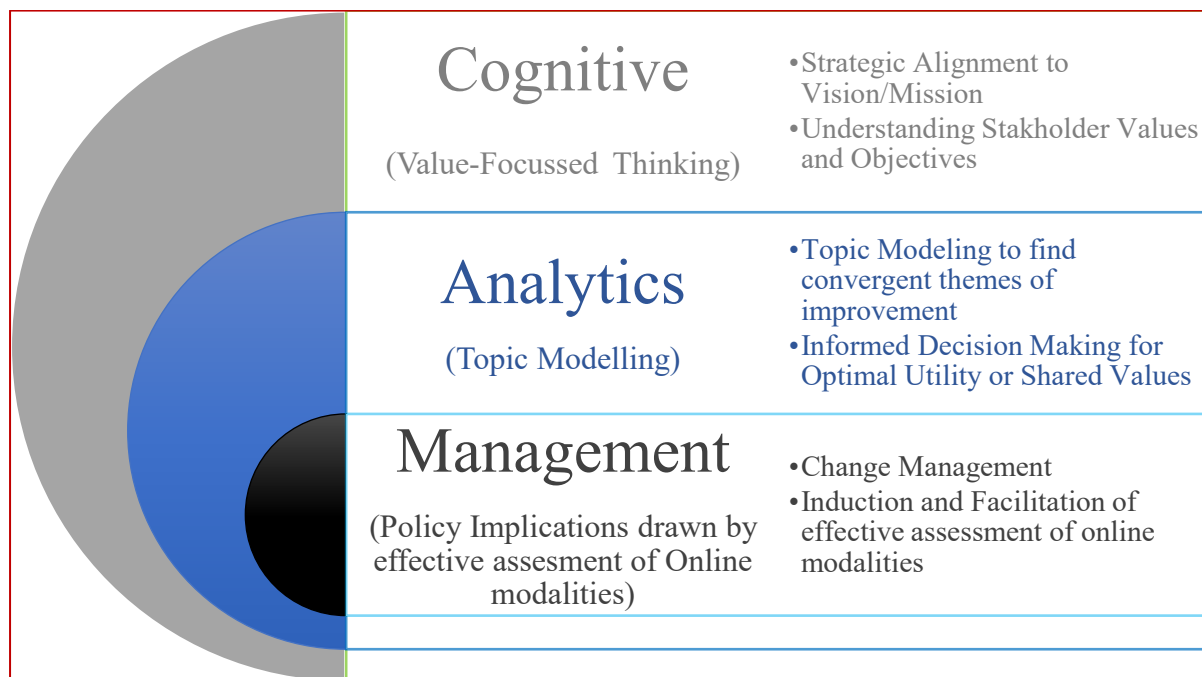 Cognitive
(Value-Focussed Thinking)
•Strategic Alignment to
Vision/Mission
•Understanding Stakholder Values
and Objectives
Analytics
(Topic Modelling)
•Topic Modeling to find
convergent themes of
improvement
•Informed Decision Making for
Optimal Utility or Shared Values
Management
(Policy Implications drawn by
effective assesment of Online
modalities)
•Change Management
•Induction and Facilitation of
effective assessment of online
modalities